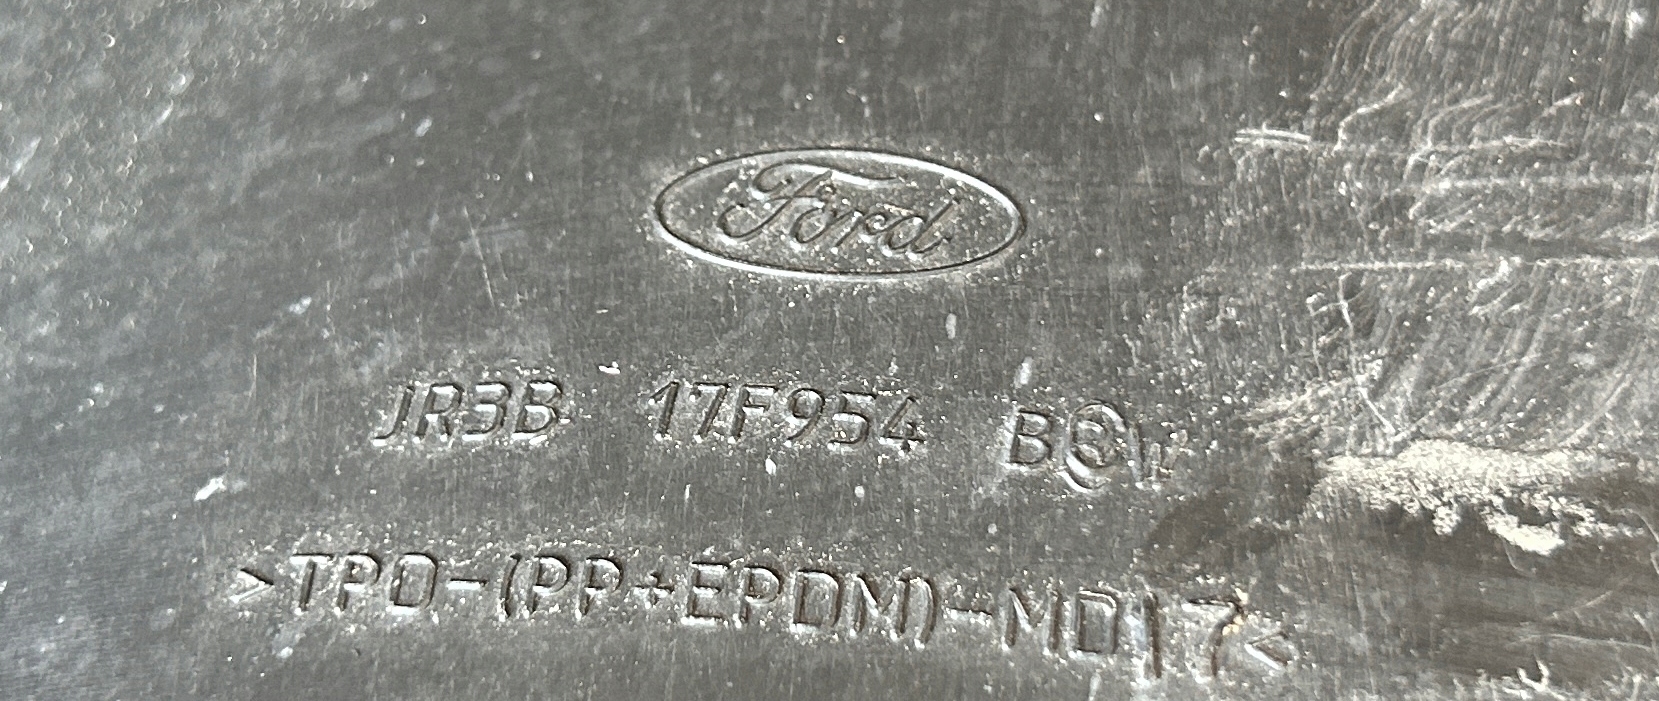 Ford
JR3B 17F954
>TPO-(PP+EPDM)-MD17<